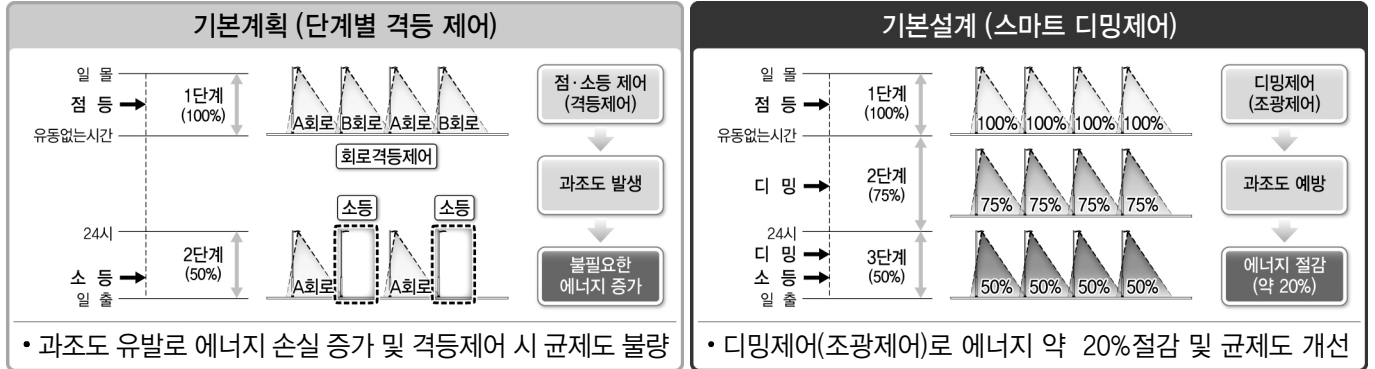 기본계획 (단계별 격등 제어)
일 몰
점 등
유동없는시간
1단계
(100%)
A회로 B회로 A회로 B회로
회로격등제어
소등 소등
24시
소 등
일 출
2단계
(50%)
A회로 A회로
점·소등 제어
(격등제어)
과조도 발생
불필요한
에너지 증가
• 과조도 유발로 에너지 손실 증가 및 격등제어 시 균제도 불량
기본설계 (스마트 디밍제어)
일 몰
점 등
유동없는시간
1단계
(100%)
100% 100% 100% 100%
디 밍
2단계
(75%)
75% 75% 75% 75%
24시
디 밍
소 등
일 출
3단계
(50%)
50% 50% 50% 50%
디밍제어
(조광제어)
과조도 예방
에너지 절감
(약 20%)
• 디밍제어(조광제어)로 에너지 약 20%절감 및 균제도 개선